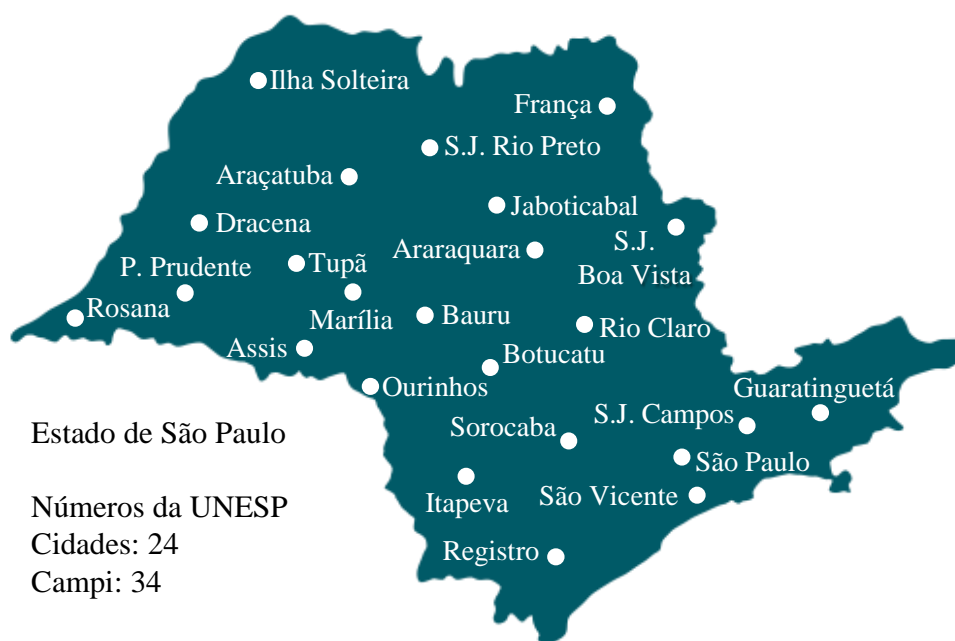 Ilha Solteira
França
S.J. Rio Preto
Araçatuba
Jaboticabal
Dracena
S.J.
Boa Vista
Araraquara
Tupã
P. Prudente
Rosana
Marília
Bauru
Rio Claro
Assis
Botucatu
Ourinhos
Guaratinguetá
S.J. Campos
Sorocaba
São Paulo
Itapeva
São Vicente
Registro
Estado de São Paulo
Números da UNESP
Cidades: 24
Campi: 34